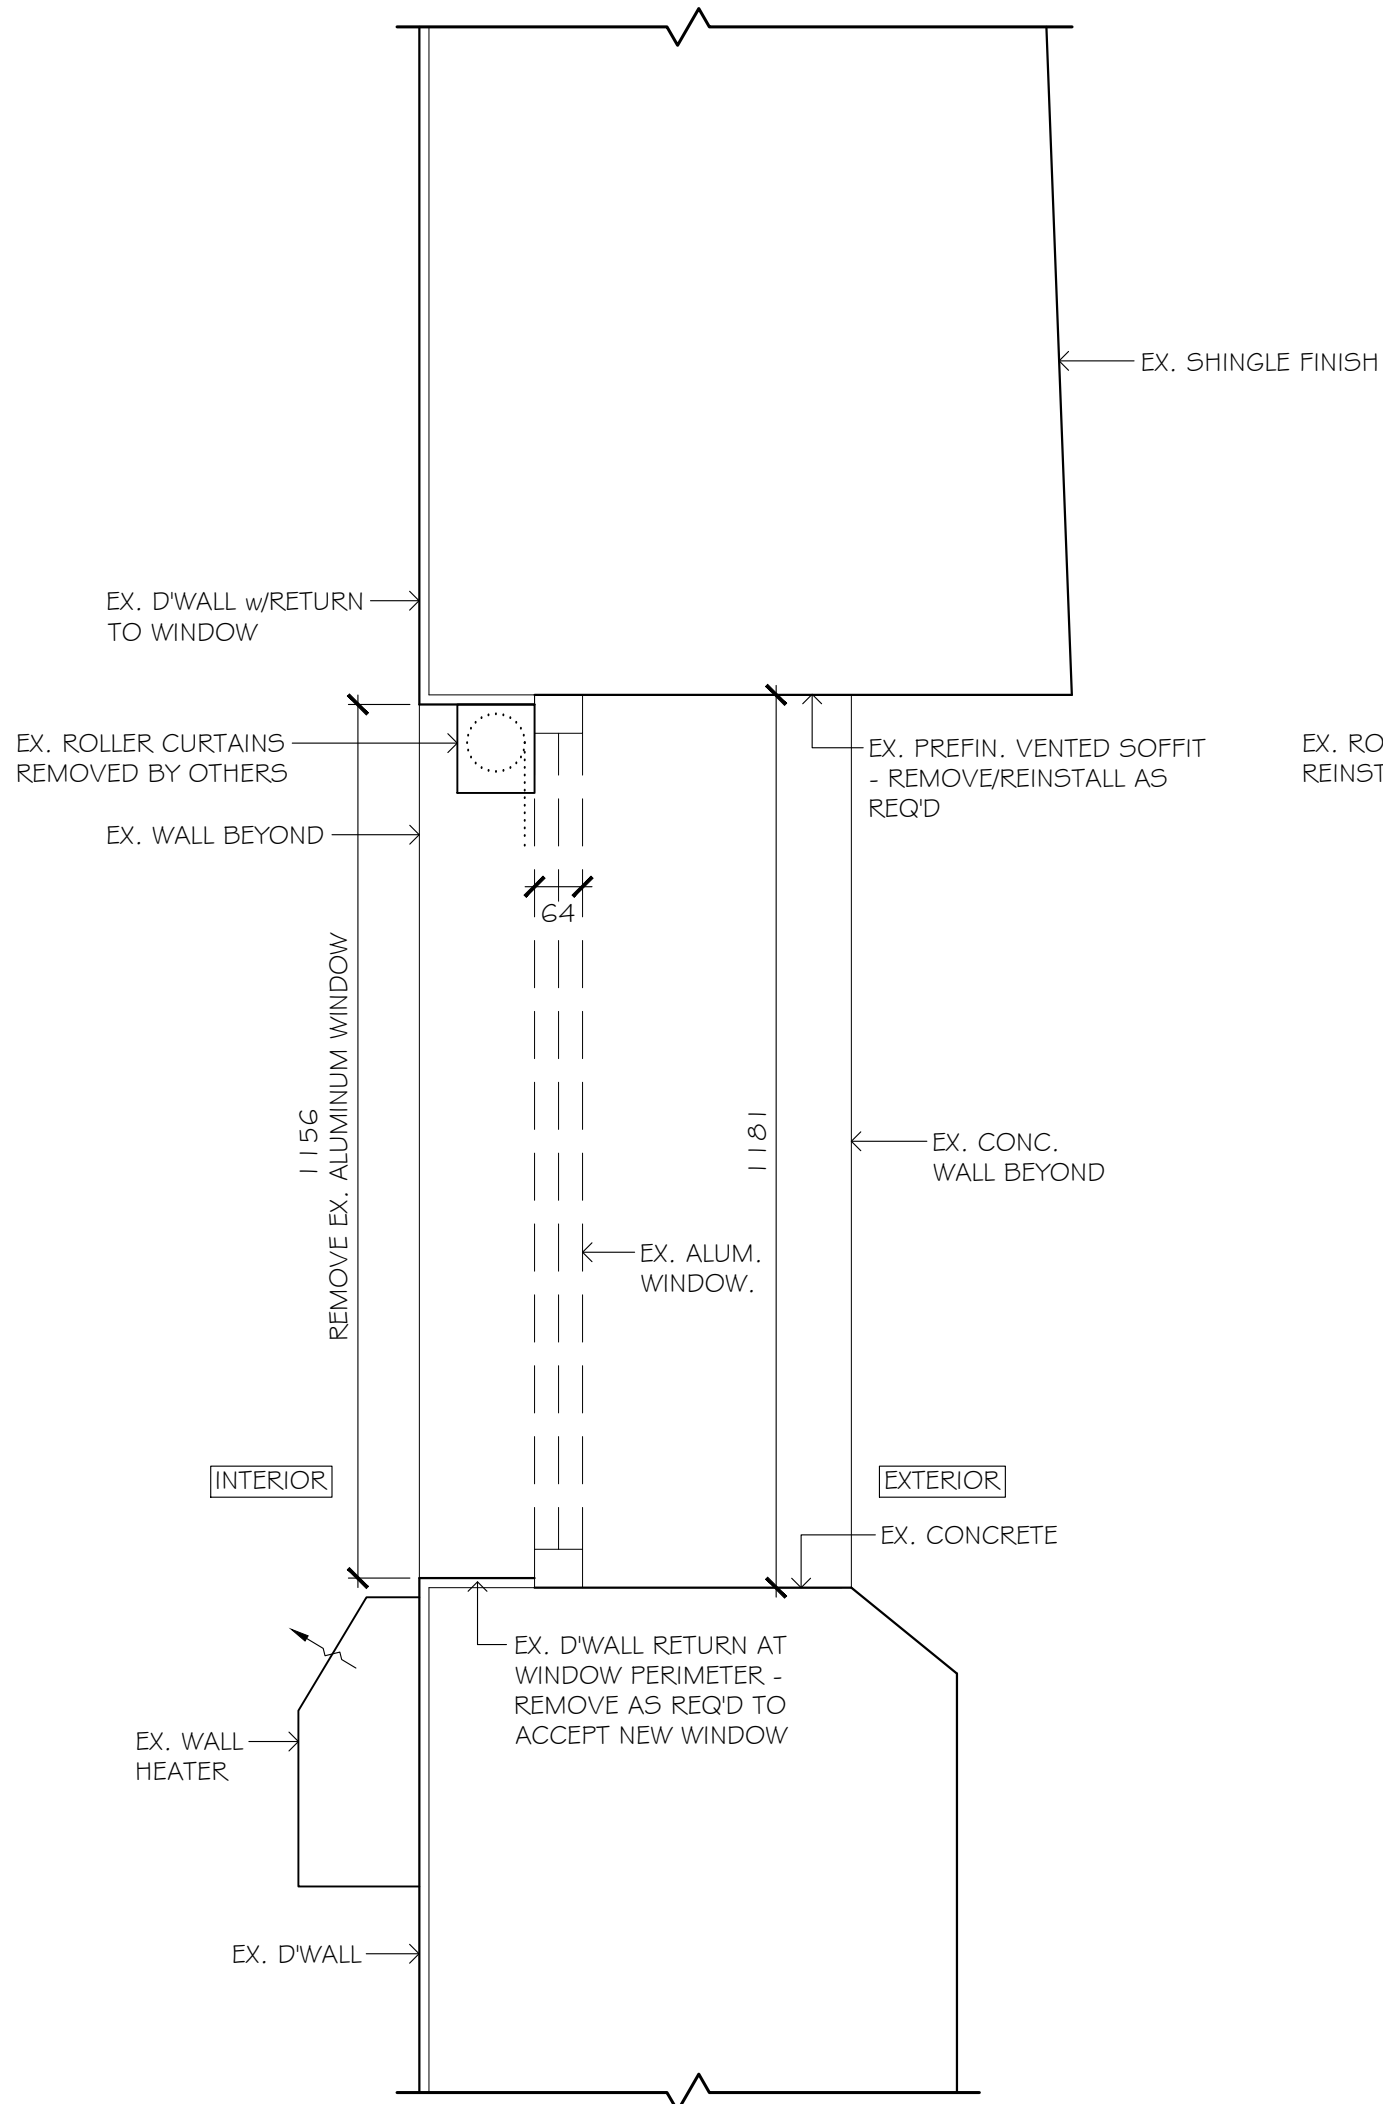 EX. SHINGLE FINISH
EX. D'WALL w/RETURN
TO WINDOW
EX. ROLLER CURTAINS
REMOVED BY OTHERS
EX. PREFIN. VENTED SOFFIT
- REMOVE/REINSTALL AS
REQ'D
EX. RO
REINST
EX. WALL BEYOND
64
1156
REMOVE EX. ALUMINUM WINDOW
1181
EX. CONC.
WALL BEYOND
EX. ALUM.
WINDOW.
INTERIOR
EXTERIOR
EX. CONCRETE
EX. D'WALL RETURN AT
WINDOW PERIMETER -
REMOVE AS REQ'D TO
ACCEPT NEW WINDOW
EX. WALL
HEATER
EX. D'WALL